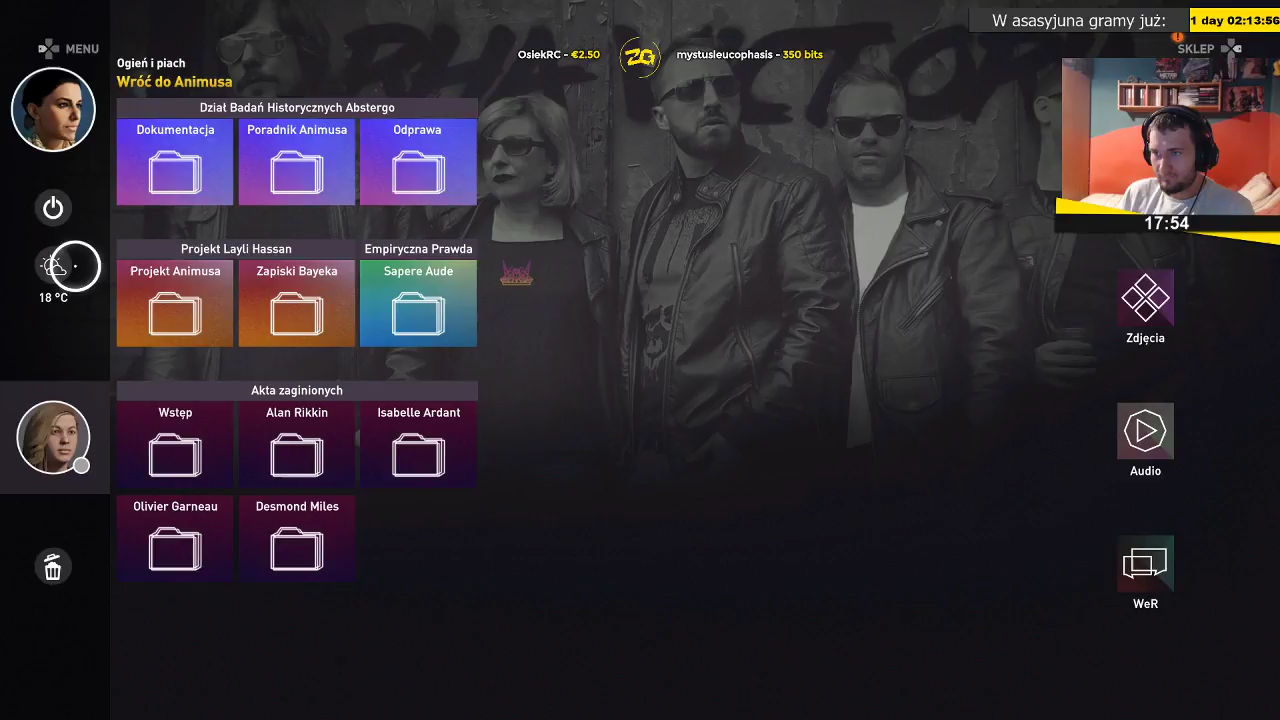 W asasyjuna gramy już:
1 day 02:13:56
MENU
OsiekRC - €2.50
ZG
mystusleucophasis - 350 bits
SKLEP
Ogień i piach
Wróć do Animusa
Dział Badań Historycznych Abstergo
Dokumentacja
Poradnik Animusa
Odprawa
17:54
Projekt Layli Hassan
Empiryczna Prawda
Projekt Animusa
Zapiski Bayeka
Sapere Aude
18 °C
Zdjęcia
Akta zaginionych
Wstęp
Alan Rikkin
Isabelle Ardant
Audio
Olivier Garneau
Desmond Miles
WeR